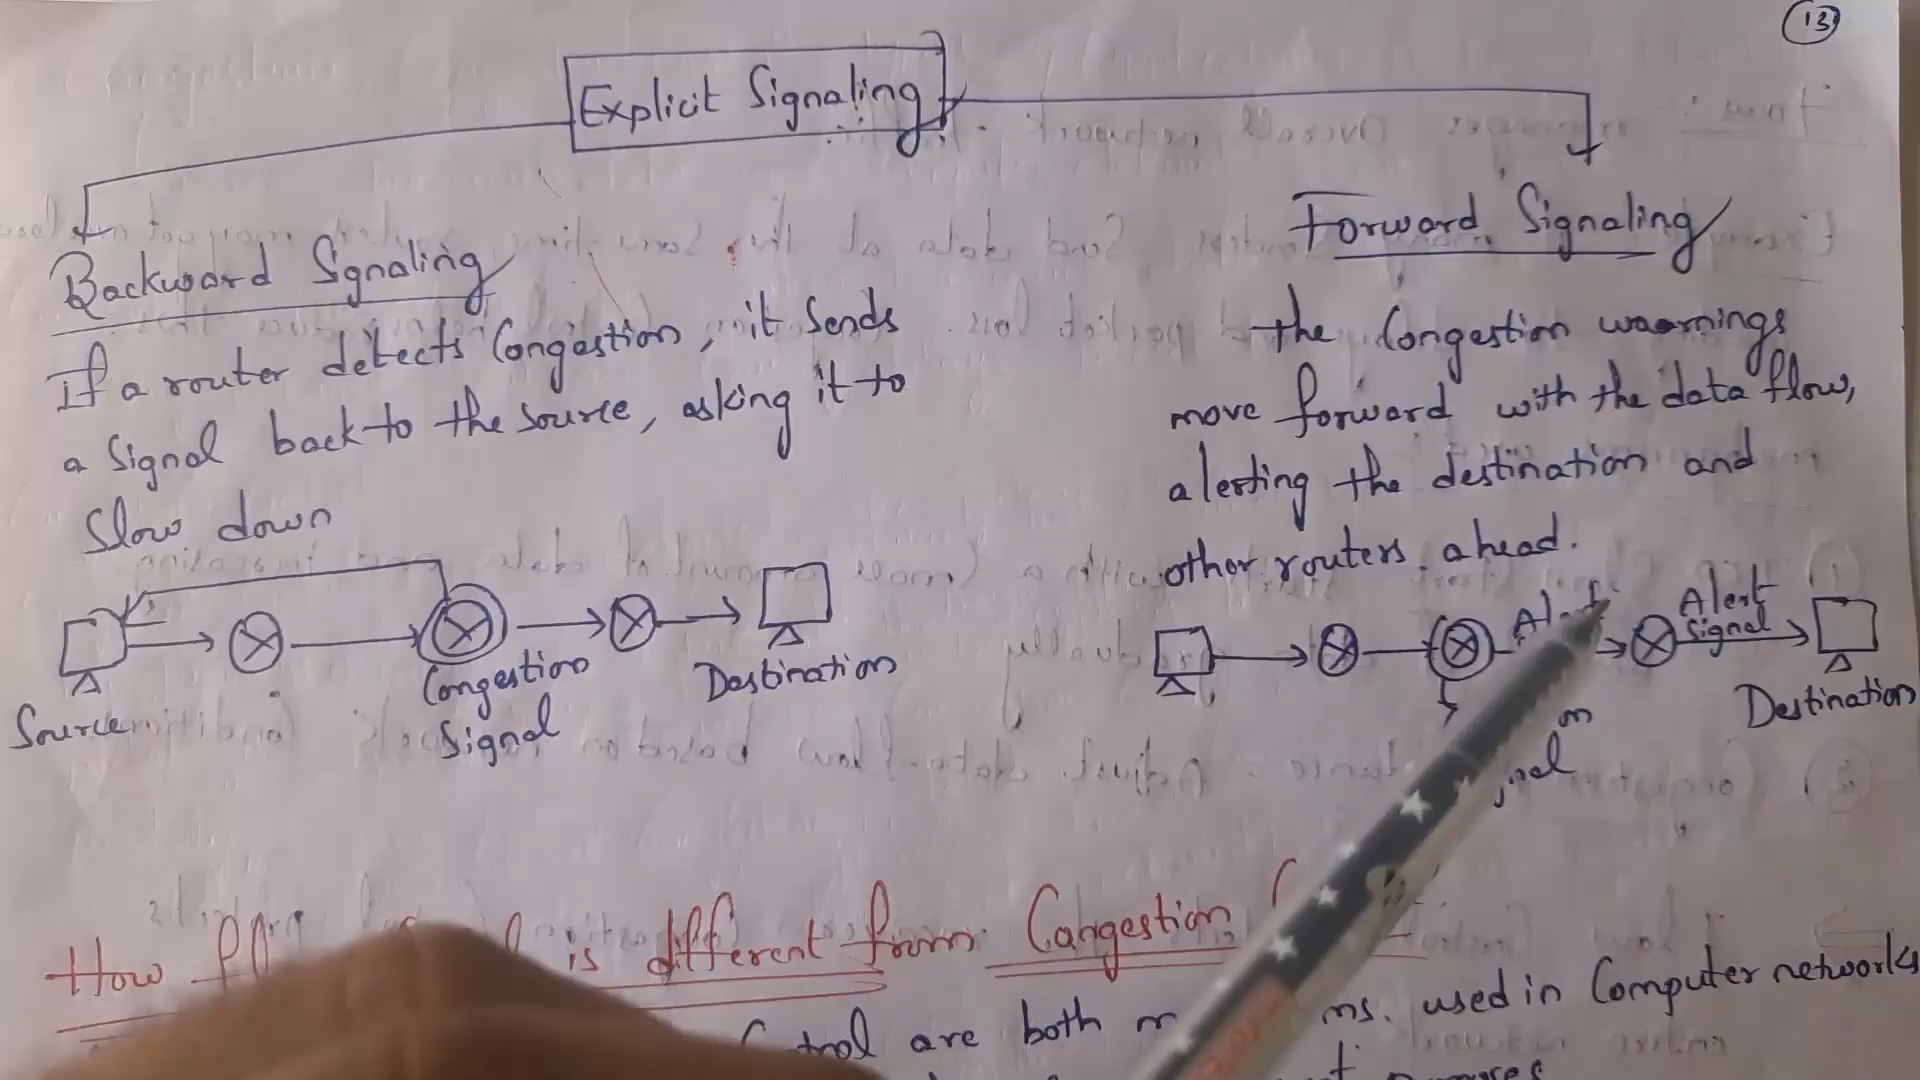 13
Explicit Signaling
Backward Signaling
If a router detects Congestion, it Sends
a Signal back to the source, asking it to
Slow down
Source
Congestion
Signal
Destination
Forward Signaling
the Congestion waarnings
move forward with the data flow,
alerting the destination and
other routers ahead.
Alert
Signal
Destination
How is different from Congestion
are both used in Computer networks